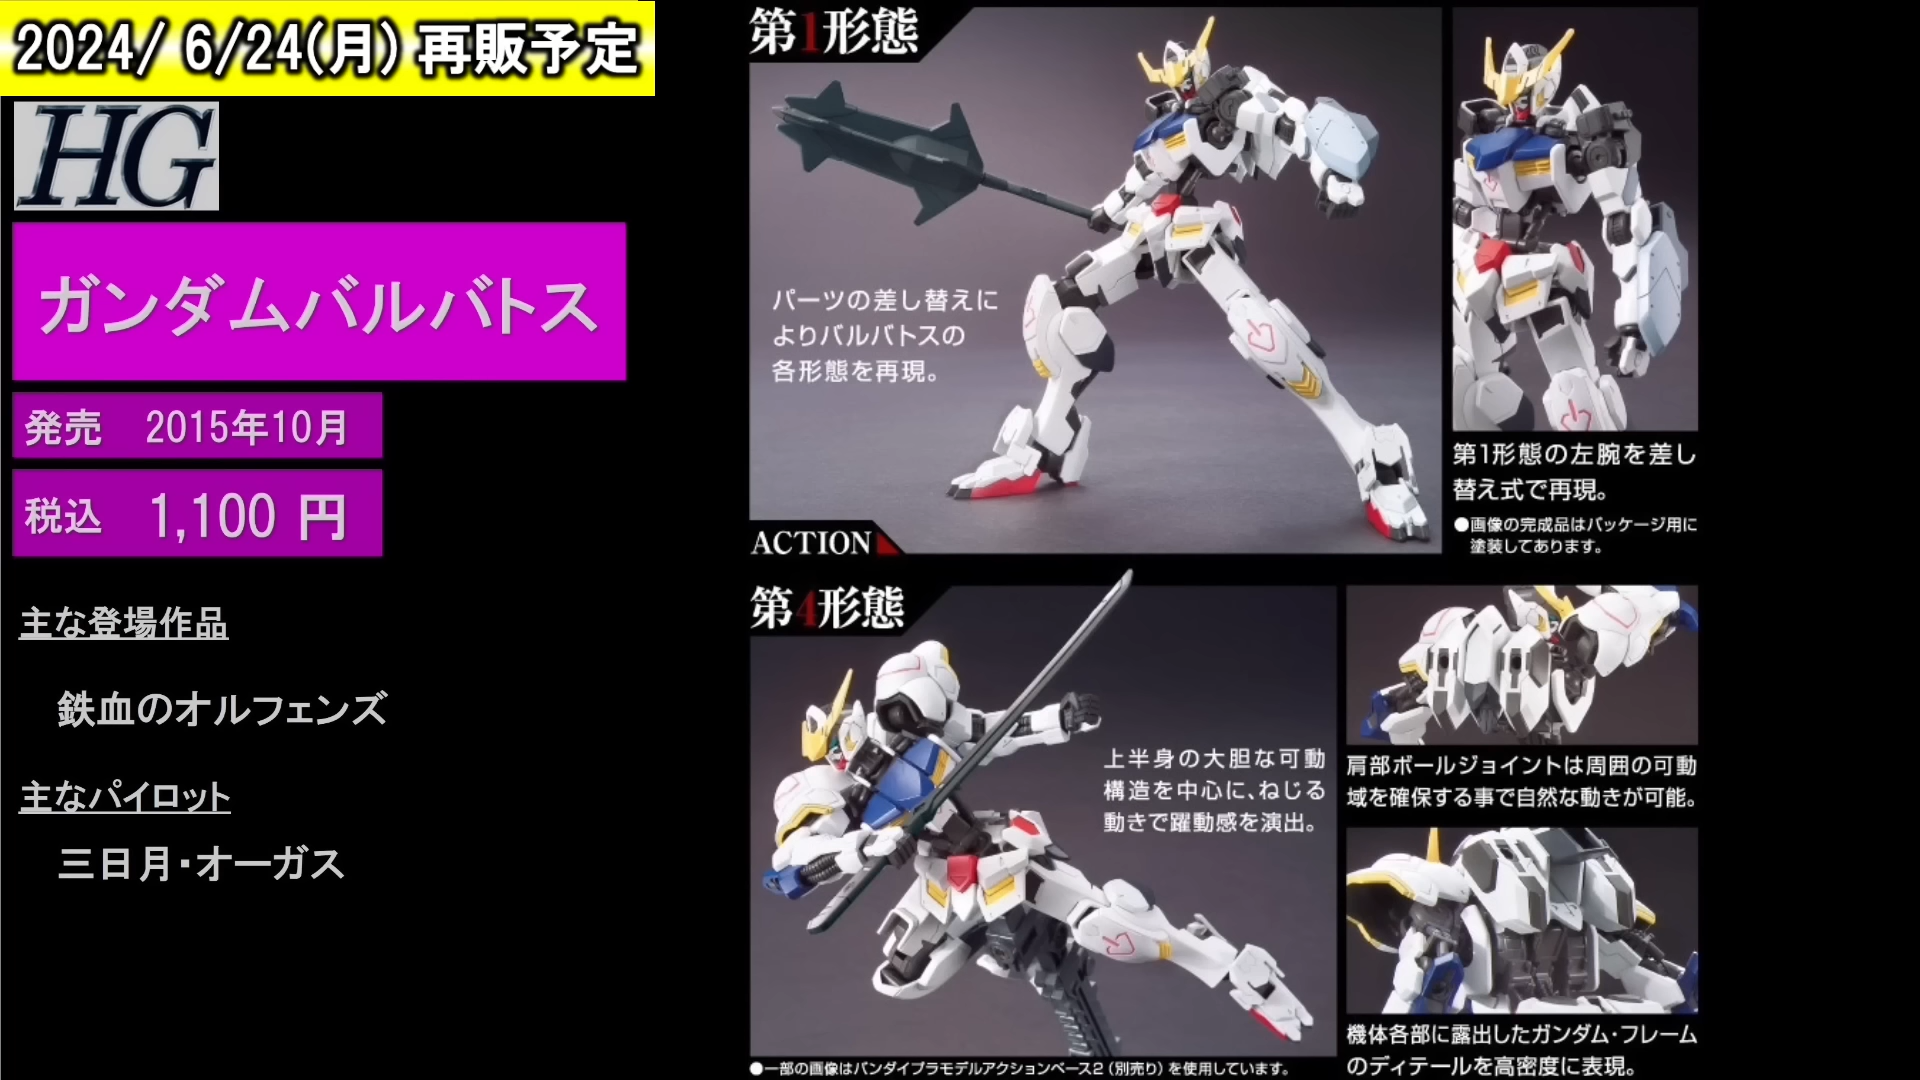 2024/ 6/24(月) 再販予定
HG
ガンダムバルバトス
発売 2015年10月
税込 1,100 円
主な登場作品
鉄血のオルフェンズ
主なパイロット
三日月・オーガス
第1形態
パーツの差し替えに
よりバルバトスの
各形態を再現。
ACTION
第1形態の左腕を差し
替え式で再現。
●画像の完成品はパッケージ用に
塗装してあります。
第4形態
上半身の大胆な可動
構造を中心に、ねじる
動きで躍動感を演出。
●一部の画像はバンダイプラモデルアクションベース2(別売り)を使用しています。
肩部ボールジョイントは周囲の可動
域を確保する事で自然な動きが可能。
機体各部に露出したガンダム・フレーム
のディテールを高密度に表現。